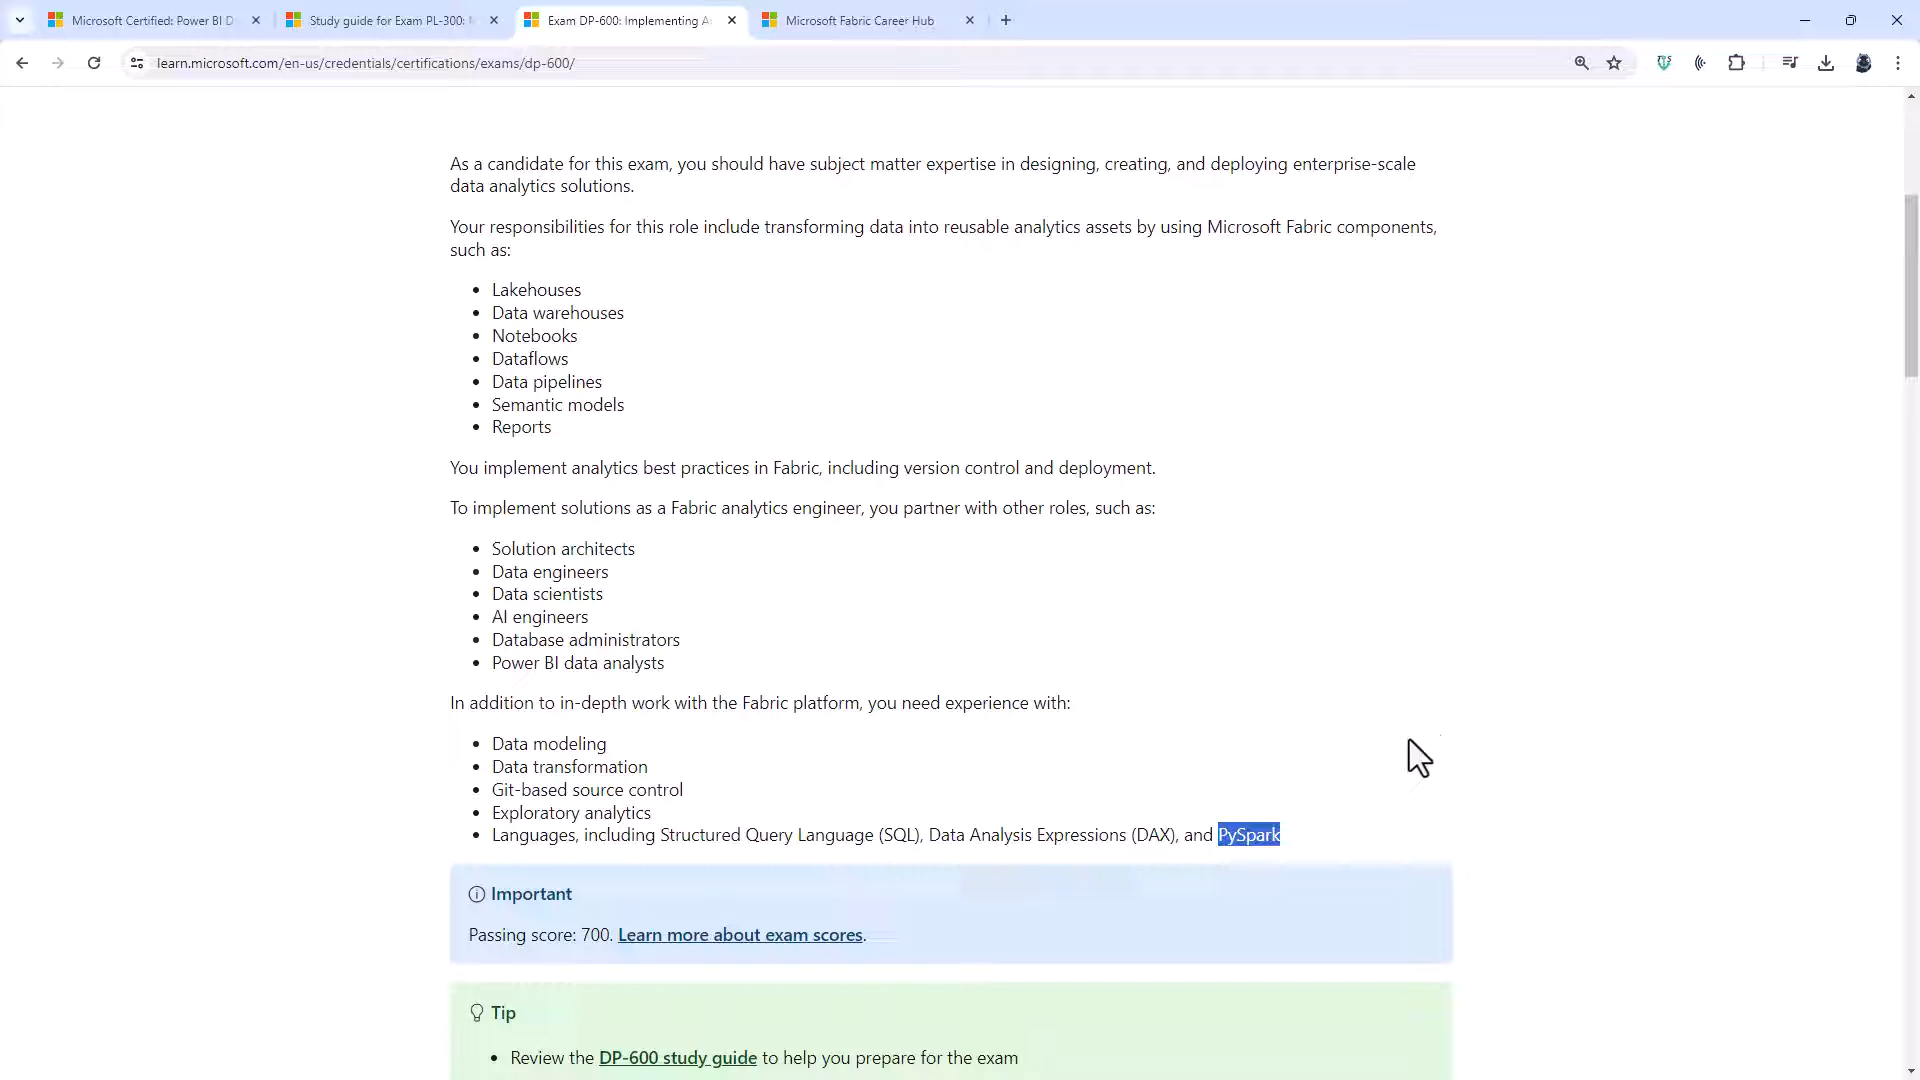 Microsoft Certified: Power BI D
Study guide for Exam PL-300: M
Exam DP-600: Implementing A
Microsoft Fabric Career Hub
learn.microsoft.com/en-us/credentials/certifications/exams/dp-600/
As a candidate for this exam, you should have subject matter expertise in designing, creating, and deploying enterprise-scale
data analytics solutions.
Your responsibilities for this role include transforming data into reusable analytics assets by using Microsoft Fabric components,
such as:
• Lakehouses
• Data warehouses
• Notebooks
• Dataflows
• Data pipelines
• Semantic models
• Reports
You implement analytics best practices in Fabric, including version control and deployment.
To implement solutions as a Fabric analytics engineer, you partner with other roles, such as:
• Solution architects
• Data engineers
• Data scientists
• AI engineers
• Database administrators
• Power BI data analysts
In addition to in-depth work with the Fabric platform, you need experience with:
• Data modeling
• Data transformation
• Git-based source control
• Exploratory analytics
• Languages, including Structured Query Language (SQL), Data Analysis Expressions (DAX), and PySpark
Important
Passing score: 700. Learn more about exam scores.
Tip
• Review the DP-600 study guide to help you prepare for the exam